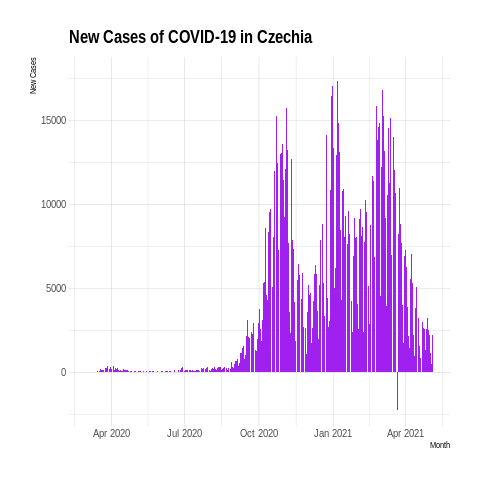 New Cases of COVID-19 in Czechia
New Cases
15000
10000
5000
0
Apr 2020 Jul 2020 Oct 2020 Jan 2021 Apr 2021
Month